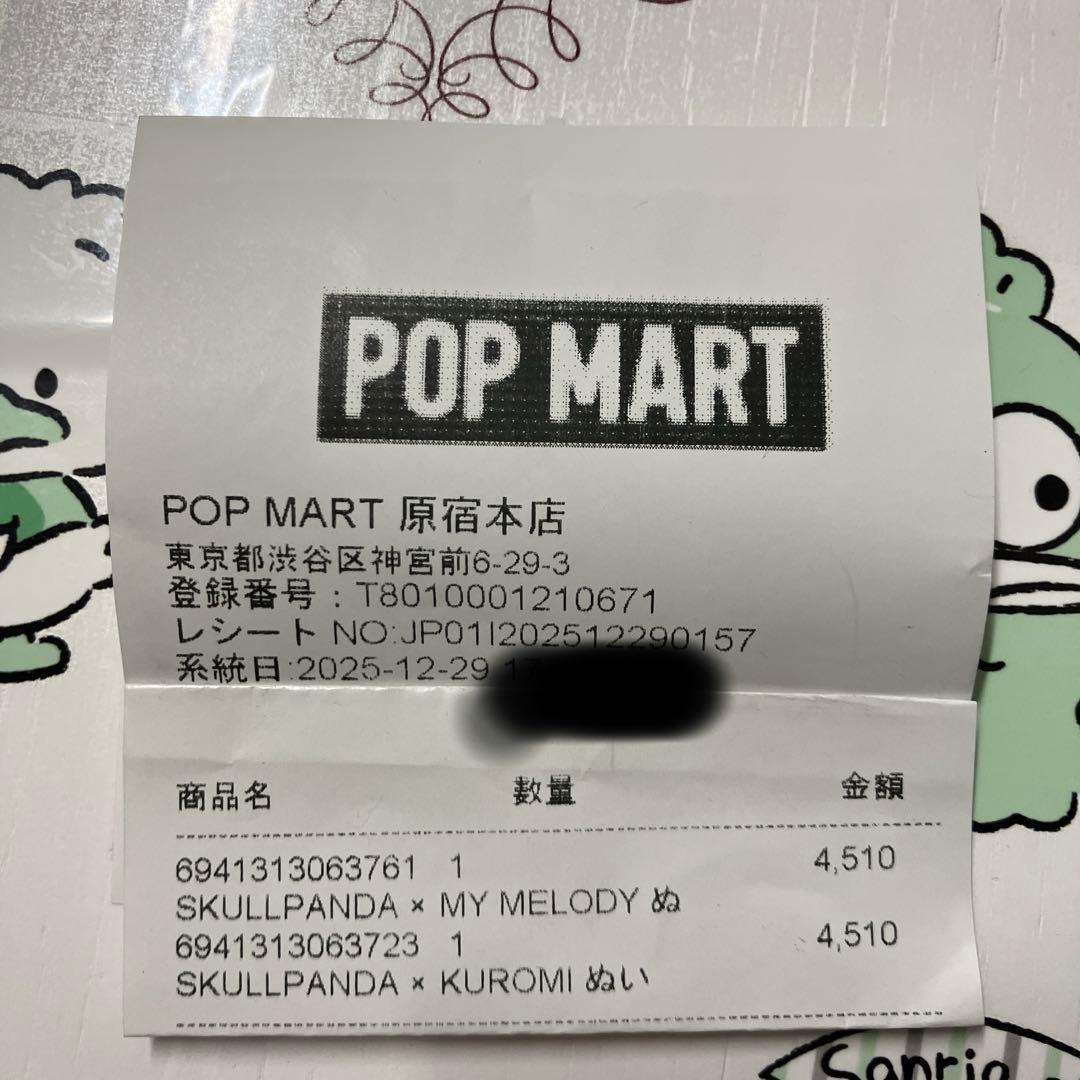 POP MART
POP MART 原宿本店
東京都渋谷区神宮前6-29-3
登録番号 : T8010001210671
レシート NO:JP01I202512290157
系統日:2025-12-29 17
商品名 数量 金額
6941313063761 1 4,510
SKULLPANDA × MY MELODY ぬ
6941313063723 1 4,510
SKULLPANDA × KUROMI ぬい
Sanrio